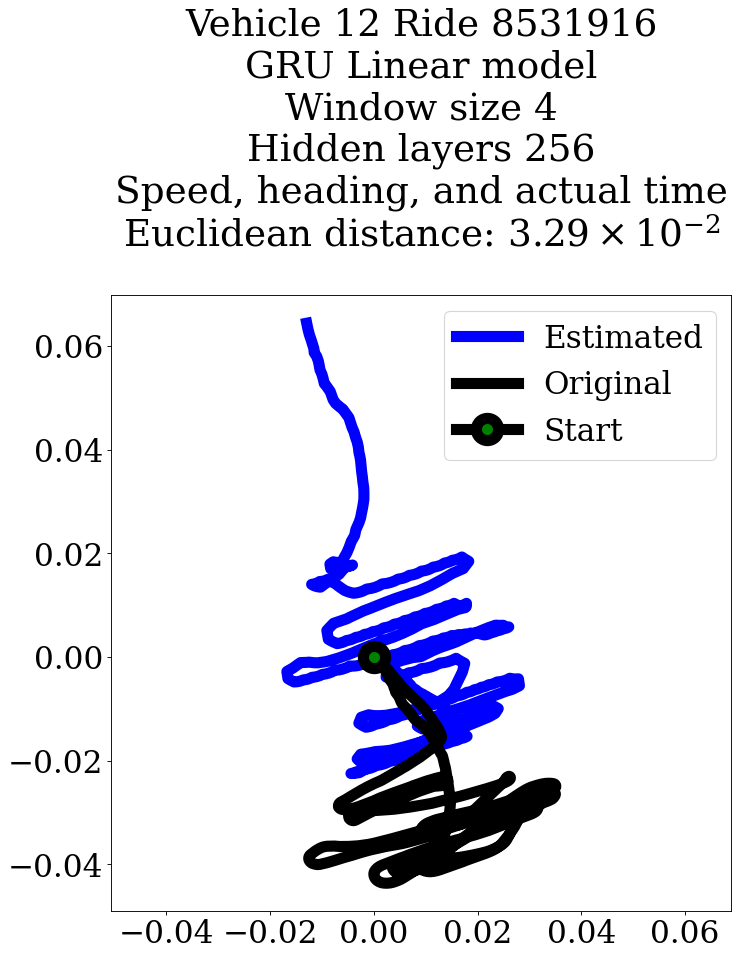 Vehicle 12 Ride 8531916
GRU Linear model
Window size 4
Hidden layers 256
Speed, heading, and actual time
Euclidean distance: 3.29 × 10⁻²
Estimated
Original
Start
0.06
0.04
0.02
0.00
−0.02
−0.04
−0.04 −0.02 0.00 0.02 0.04 0.06